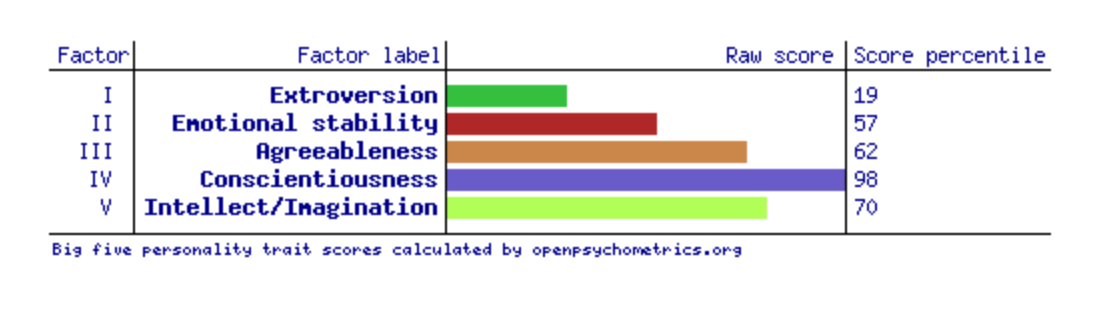 Factor Factor label Raw score Score percentile
I Extroversion 19
II Emotional stability 57
III Agreeableness 62
IV Conscientiousness 98
V Intellect/Imagination 70
Big five personality trait scores calculated by openpsychometrics.org